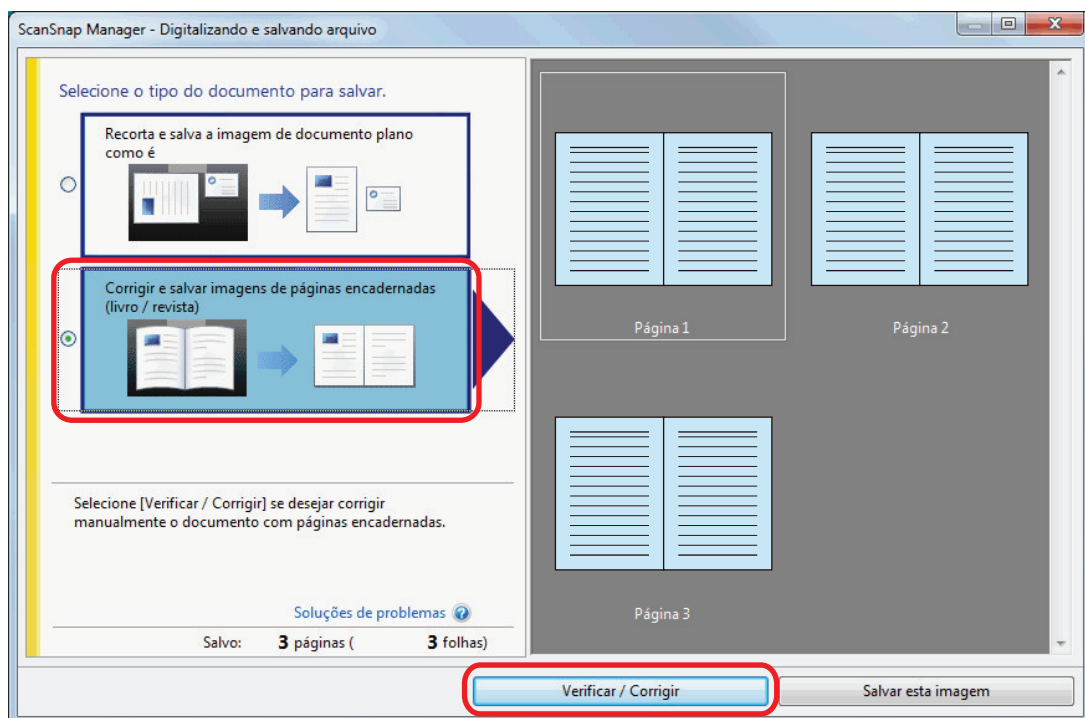 ScanSnap Manager - Digitalizando e salvando arquivo
Selecione o tipo do documento para salvar.
Recorta e salva a imagem de documento plano
como é
Corrigir e salvar imagens de páginas encadernadas
(livro / revista)
Selecione [Verificar / Corrigir] se desejar corrigir
manualmente o documento com páginas encadernadas.
Soluções de problemas
Salvo: 3 páginas ( 3 folhas)
Página 1
Página 2
Página 3
Verificar / Corrigir
Salvar esta imagem